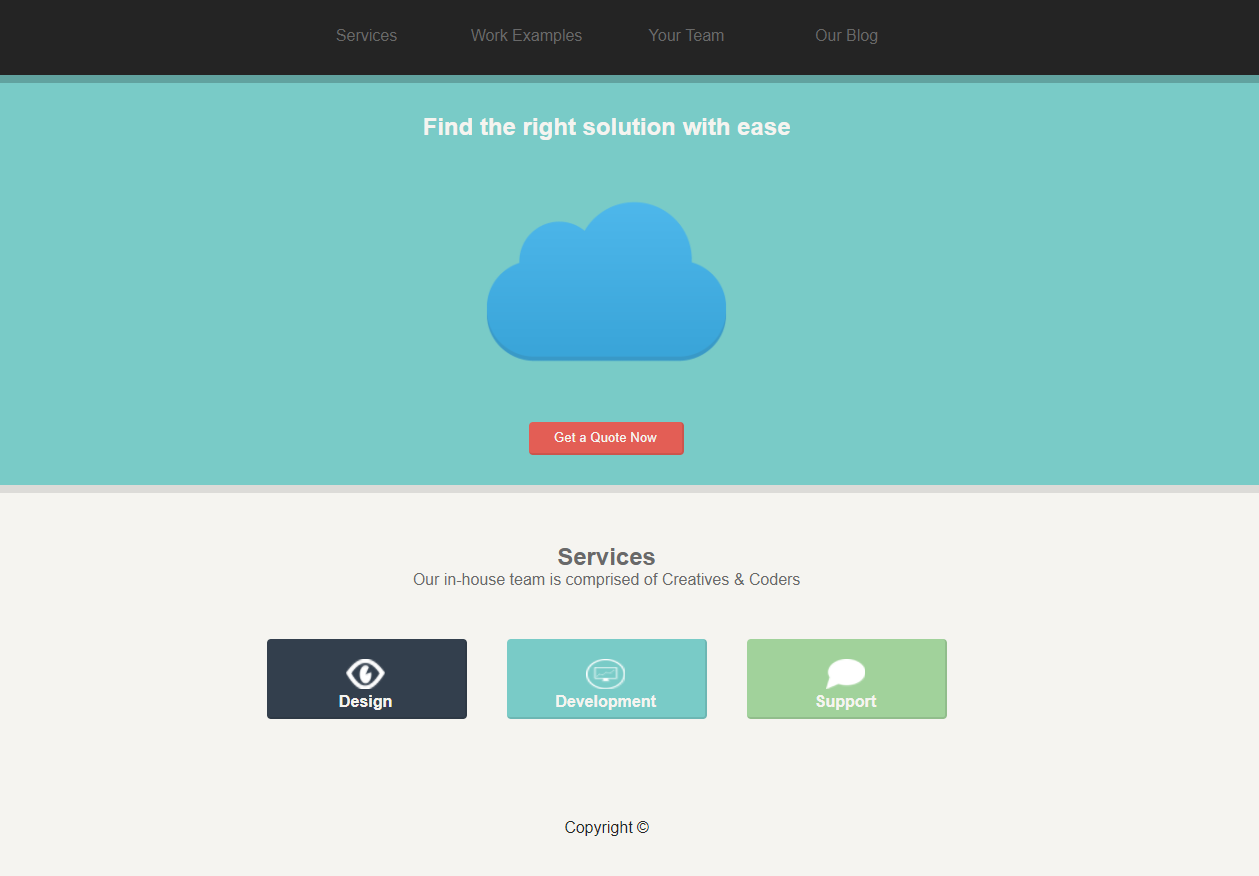 Services Work Examples Your Team Our Blog
Find the right solution with ease
Get a Quote Now
Services
Our in-house team is comprised of Creatives & Coders
Design Development Support
Copyright ©